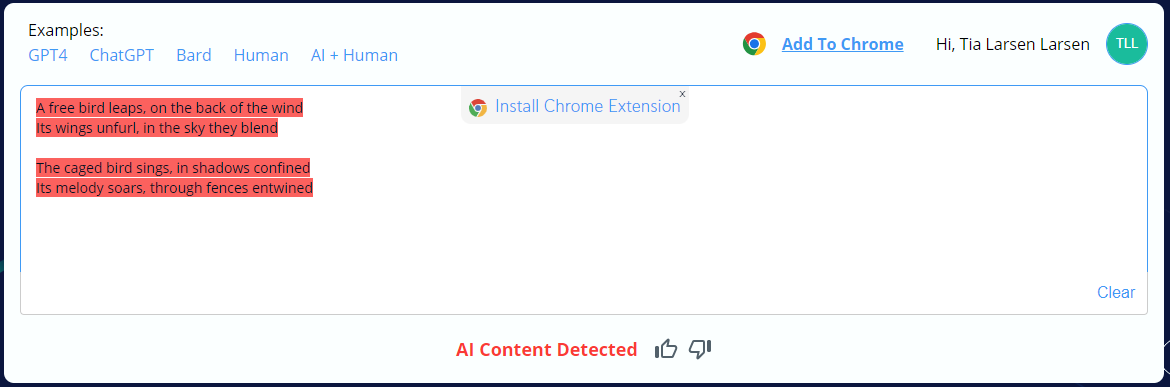 Examples:
GPT4 ChatGPT Bard Human AI + Human
Add To Chrome
Hi, Tia Larsen Larsen
TLL
x
Install Chrome Extension
A free bird leaps, on the back of the wind
Its wings unfurl, in the sky they blend
The caged bird sings, in shadows confined
Its melody soars, through fences entwined
Clear
AI Content Detected